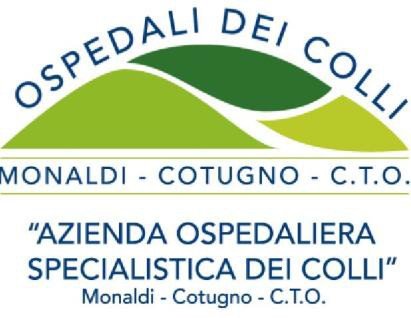 OSPEDALI DEI COLLI
MONALDI - COTUGNO - C.T.O.
“AZIENDA OSPEDALIERA
SPECIALISTICA DEI COLLI”
Monaldi - Cotugno - C.T.O.